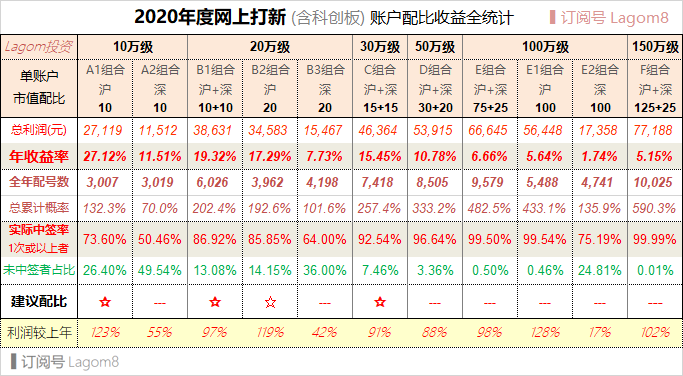 2020年度网上打新 (含科创板) 账户配比收益全统计 ▌订阅号 Lagom8
Lagom投资 10万级 20万级 30万级 50万级 100万级 150万级
单账户 A1组合 A2组合 B1组合 B2组合 B3组合 C组合 D组合 E组合 E1组合 E2组合 F组合
沪 深 沪+深 沪 深 沪+深 沪+深 沪+深 沪 深 沪+深
市值配比 10 10 10+10 20 20 15+15 30+20 75+25 100 100 125+25
总利润(元) 27,119 11,512 38,631 34,583 15,467 46,364 53,915 66,645 56,448 17,358 77,188
年收益率 27.12% 11.51% 19.32% 17.29% 7.73% 15.45% 10.78% 6.66% 5.64% 1.74% 5.15%
全年配号数 3,007 3,019 6,026 3,962 4,198 7,418 8,505 9,579 5,488 4,741 10,025
总累计概率 132.3% 70.0% 202.4% 192.6% 101.6% 257.4% 333.2% 482.5% 433.1% 135.9% 590.3%
实际中签率
1次或以上者 73.60% 50.46% 86.92% 85.85% 64.00% 92.54% 96.64% 99.50% 99.54% 75.19% 99.99%
未中签者占比 26.40% 49.54% 13.08% 14.15% 36.00% 7.46% 3.36% 0.50% 0.46% 24.81% 0.01%
建议配比 ☆ --- ☆ ☆ --- ☆ --- --- --- --- ---
利润较上年 123% 55% 97% 119% 42% 91% 88% 98% 128% 17% 102%
▌订阅号 Lagom8